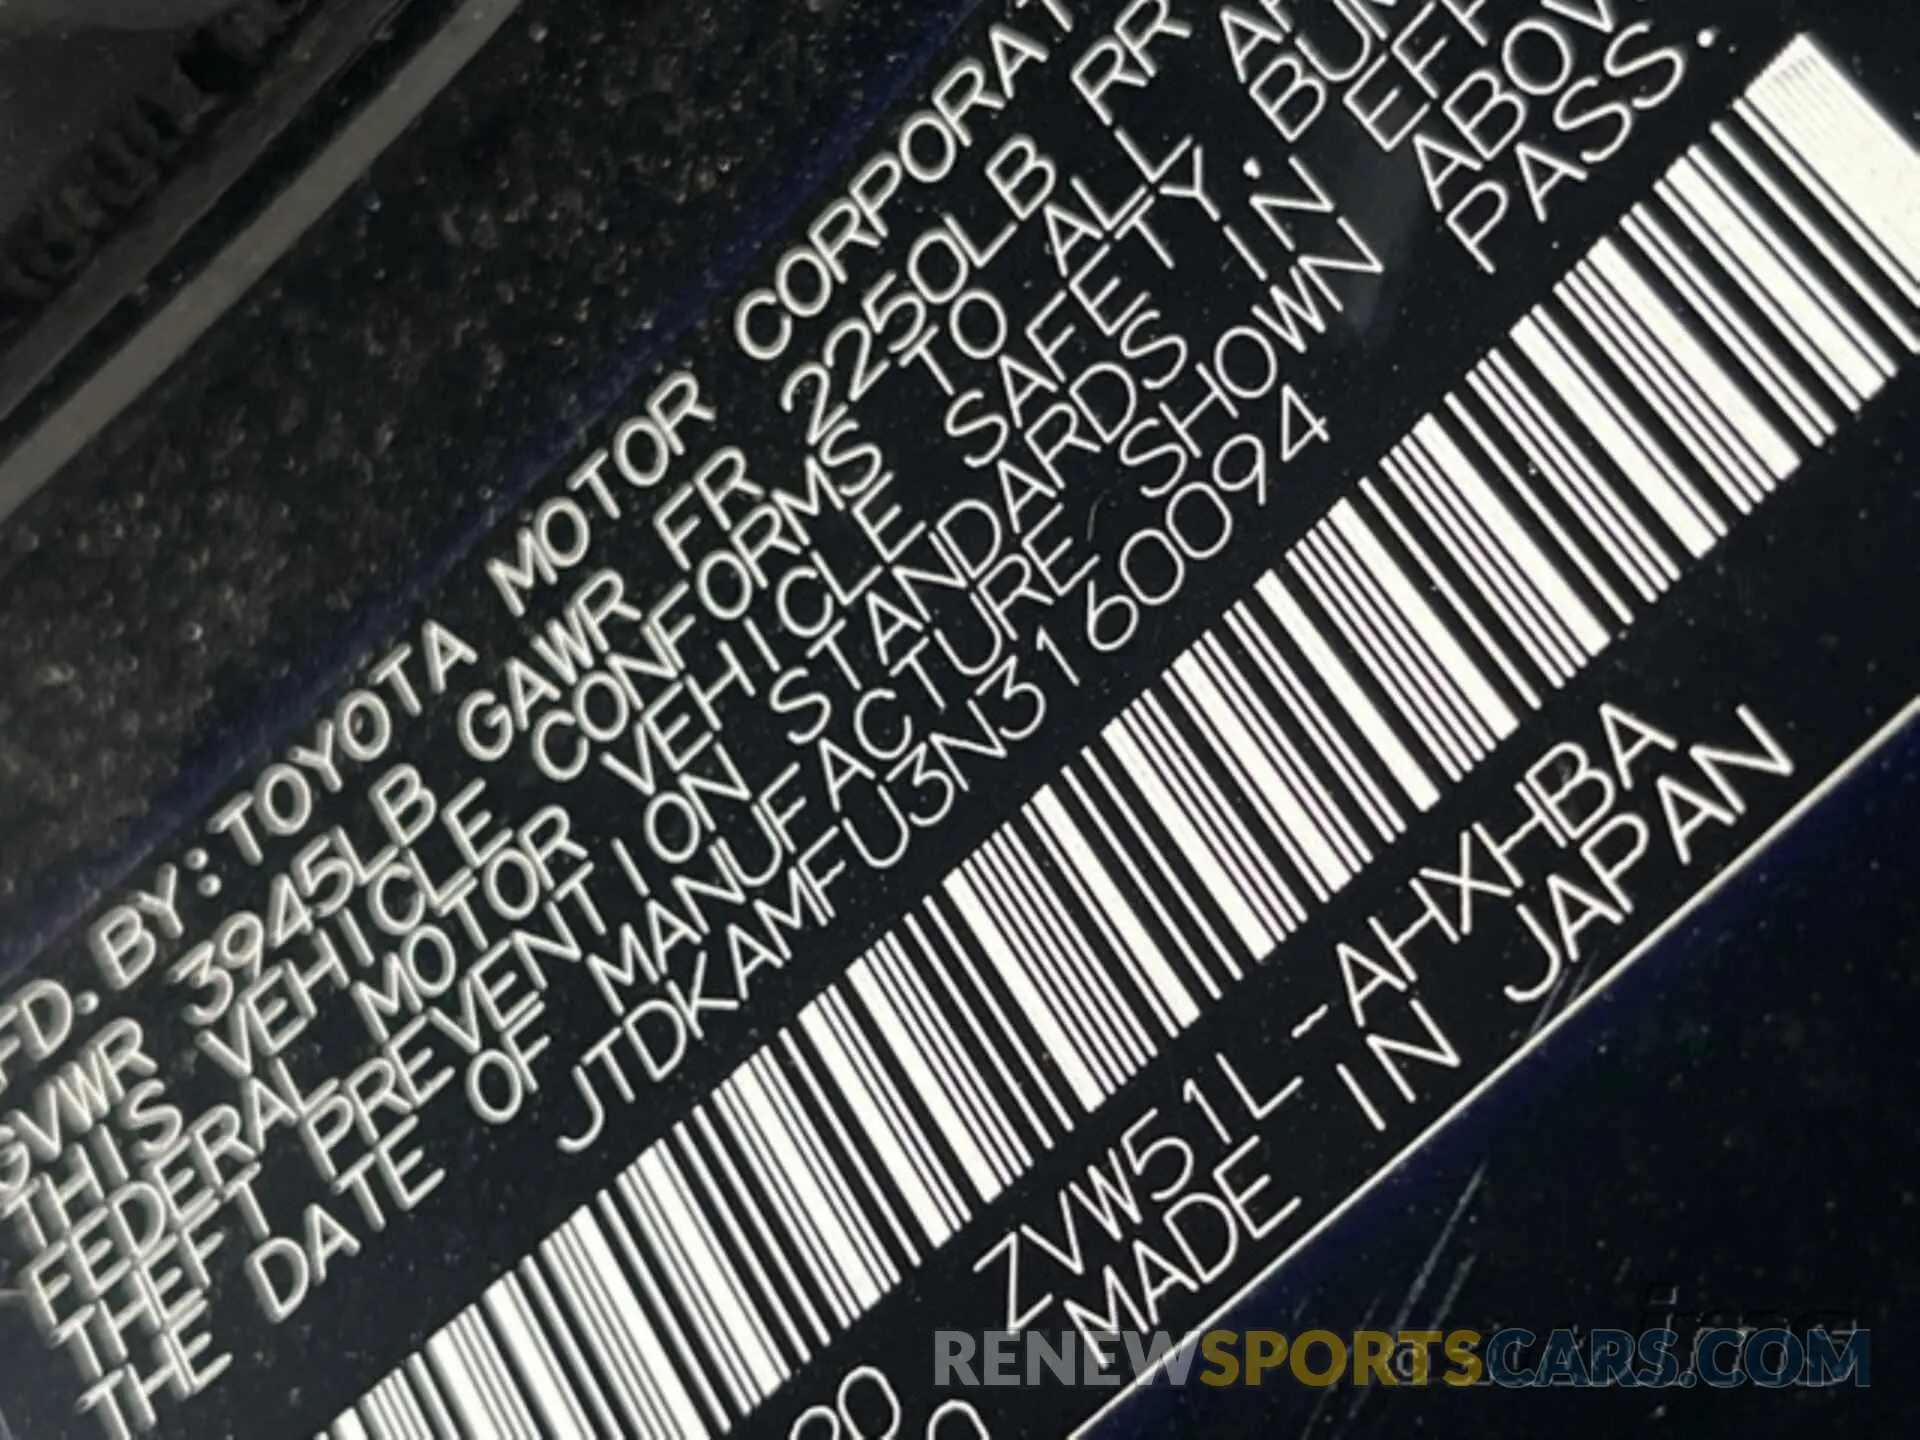 FD. BY: TOYOTA MOTOR CORPORAT
GVWR 3945LB GAWR FR 2250LB RR
THIS VEHICLE CONFORMS TO ALL
FEDERAL MOTOR VEHICLE SAFETY,
THEFT PREVENTION STANDARDS IN
THE DATE OF MANUFACTURE SHOWN
ABOV
JTDKAMFU3N3160094 PASS.
ZVW51L-AHXHBA
MADE IN JAPAN
RENEWSPORTSCARS.COM